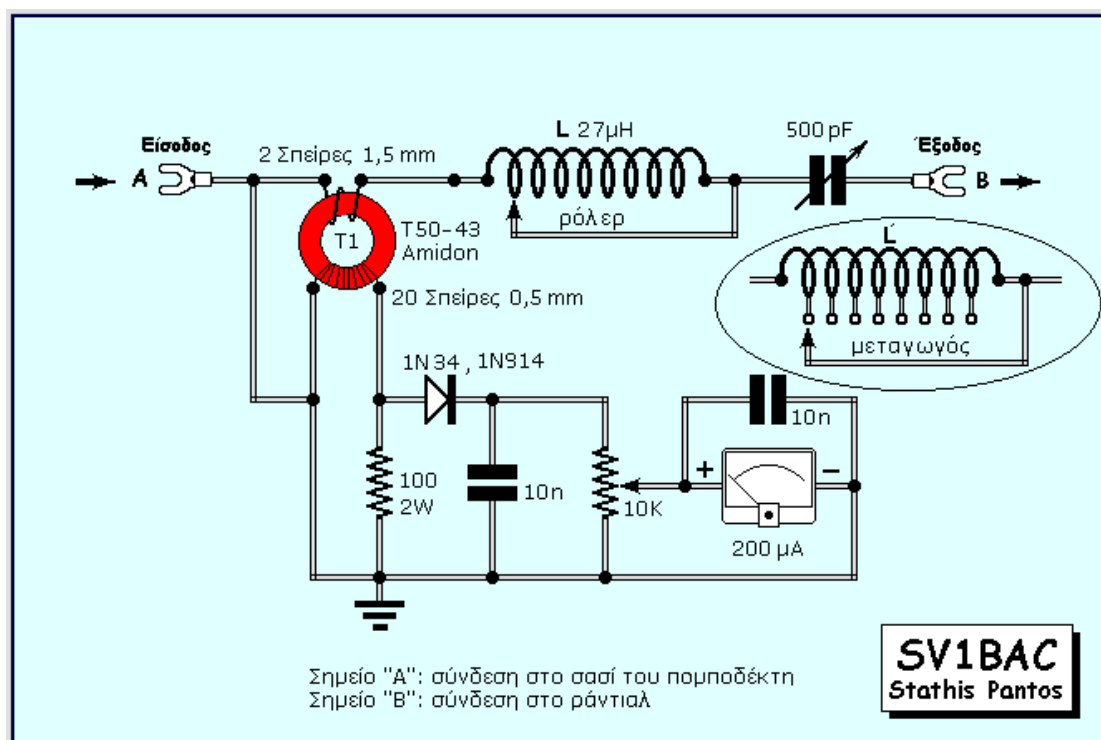 L 27μH
500 pF
Είσοδος
Έξοδος
2 Σπείρες 1,5 mm
A
B
ρόλερ
T1
T50-43
Amidon
L
20 Σπείρες 0,5 mm
μεταγωγός
1N34 , 1N914
10n
+
−
100
2W
10n
10K
200 μA
SV1BAC
Stathis Pantos
Σημείο "Α": σύνδεση στο σασί του πομποδέκτη
Σημείο "Β": σύνδεση στο ράντιαλ